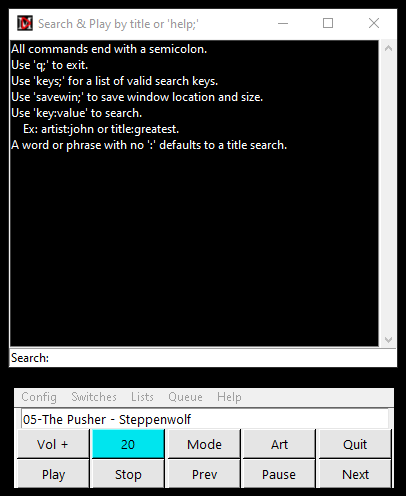 Search & Play by title or 'help;'
All commands end with a semicolon.
Use 'q;' to exit.
Use 'keys;' for a list of valid search keys.
Use 'savewin;' to save window location and size.
Use 'key:value' to search.
Ex: artist:john or title:greatest.
A word or phrase with no ':' defaults to a title search.
Search:
Config Switches Lists Queue Help
05-The Pusher - Steppenwolf
Vol + 20 Mode Art Quit
Play Stop Prev Pause Next